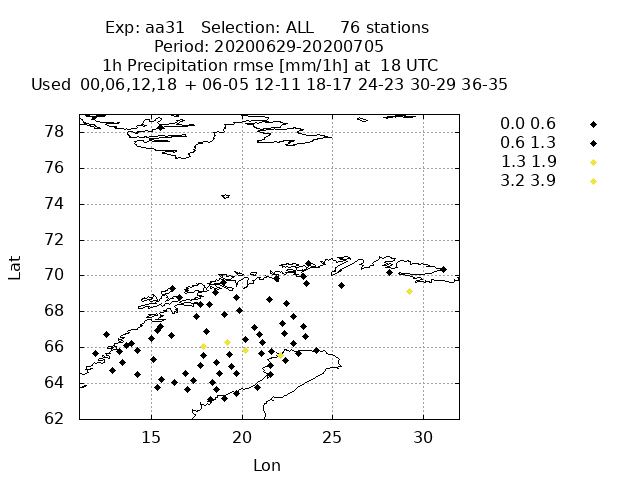 Exp: aa31 Selection: ALL 76 stations
Period: 20200629-20200705
1h Precipitation rmse [mm/1h] at 18 UTC
Used 00,06,12,18 + 06-05 12-11 18-17 24-23 30-29 36-35
0.0 0.6
0.6 1.3
1.3 1.9
3.2 3.9
78
76
74
72
70
68
66
64
62
Lat
15 20 25 30
Lon